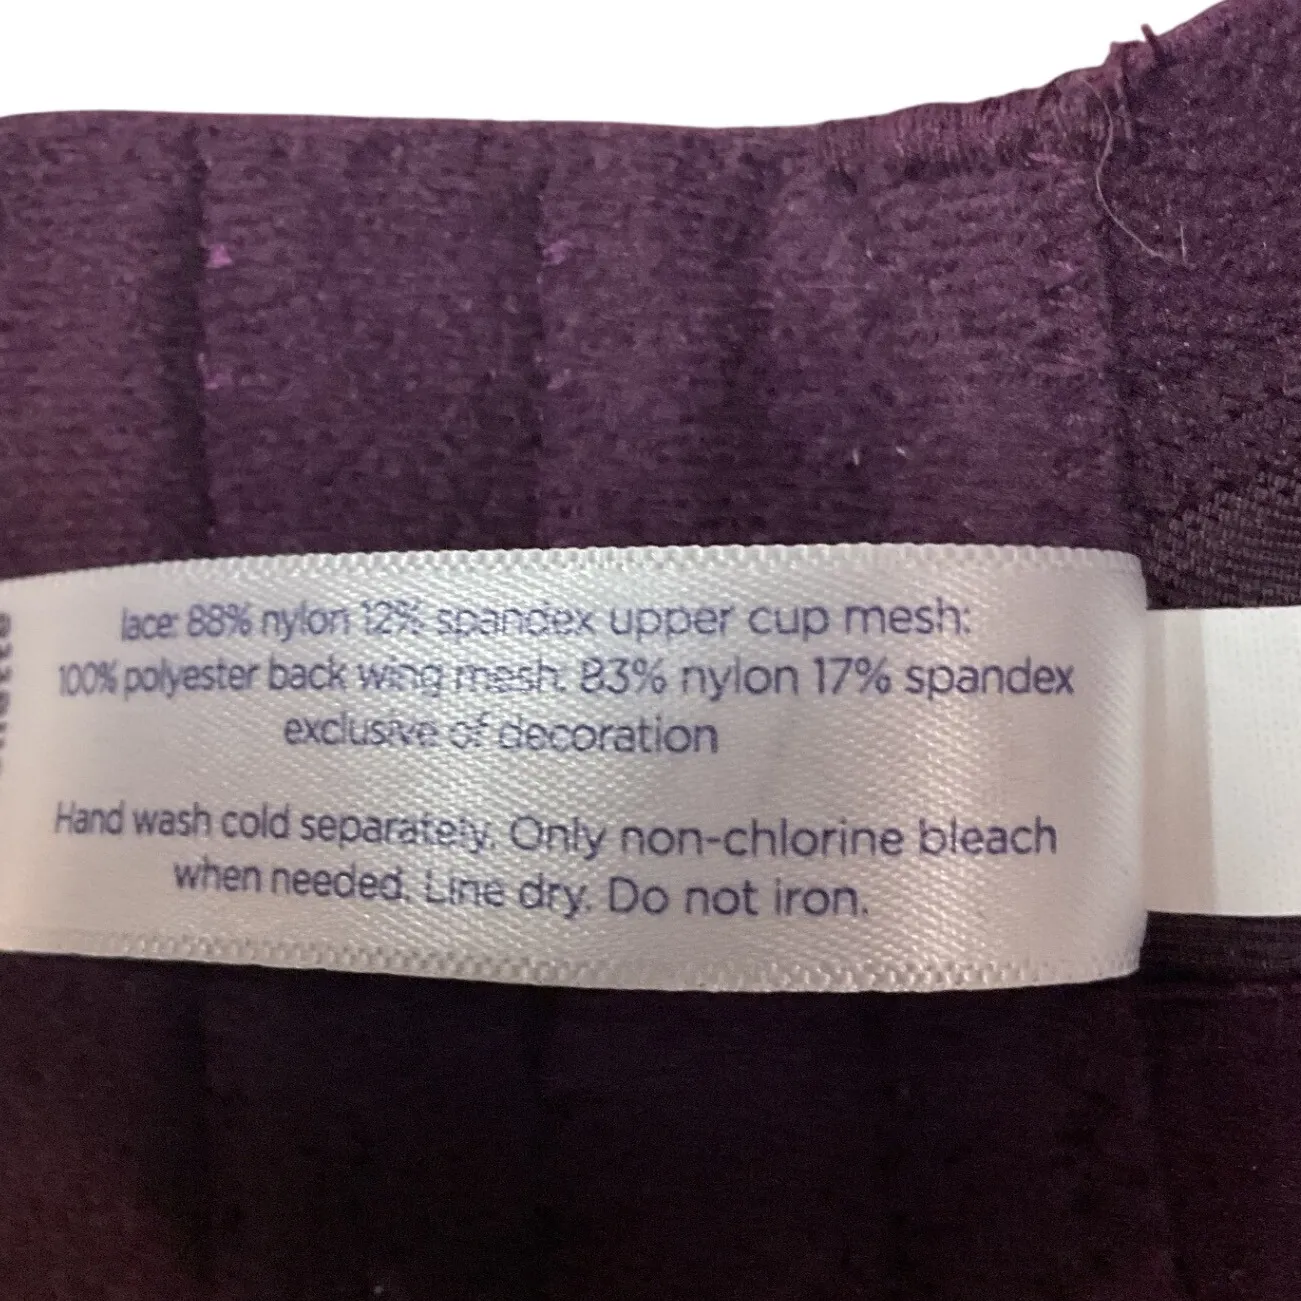 lace: 88% nylon 12% spandex upper cup mesh:
100% polyester back wing mesh: 83% nylon 17% spandex
exclusive of decoration
Hand wash cold separately. Only non-chlorine bleach
when needed. Line dry. Do not iron.